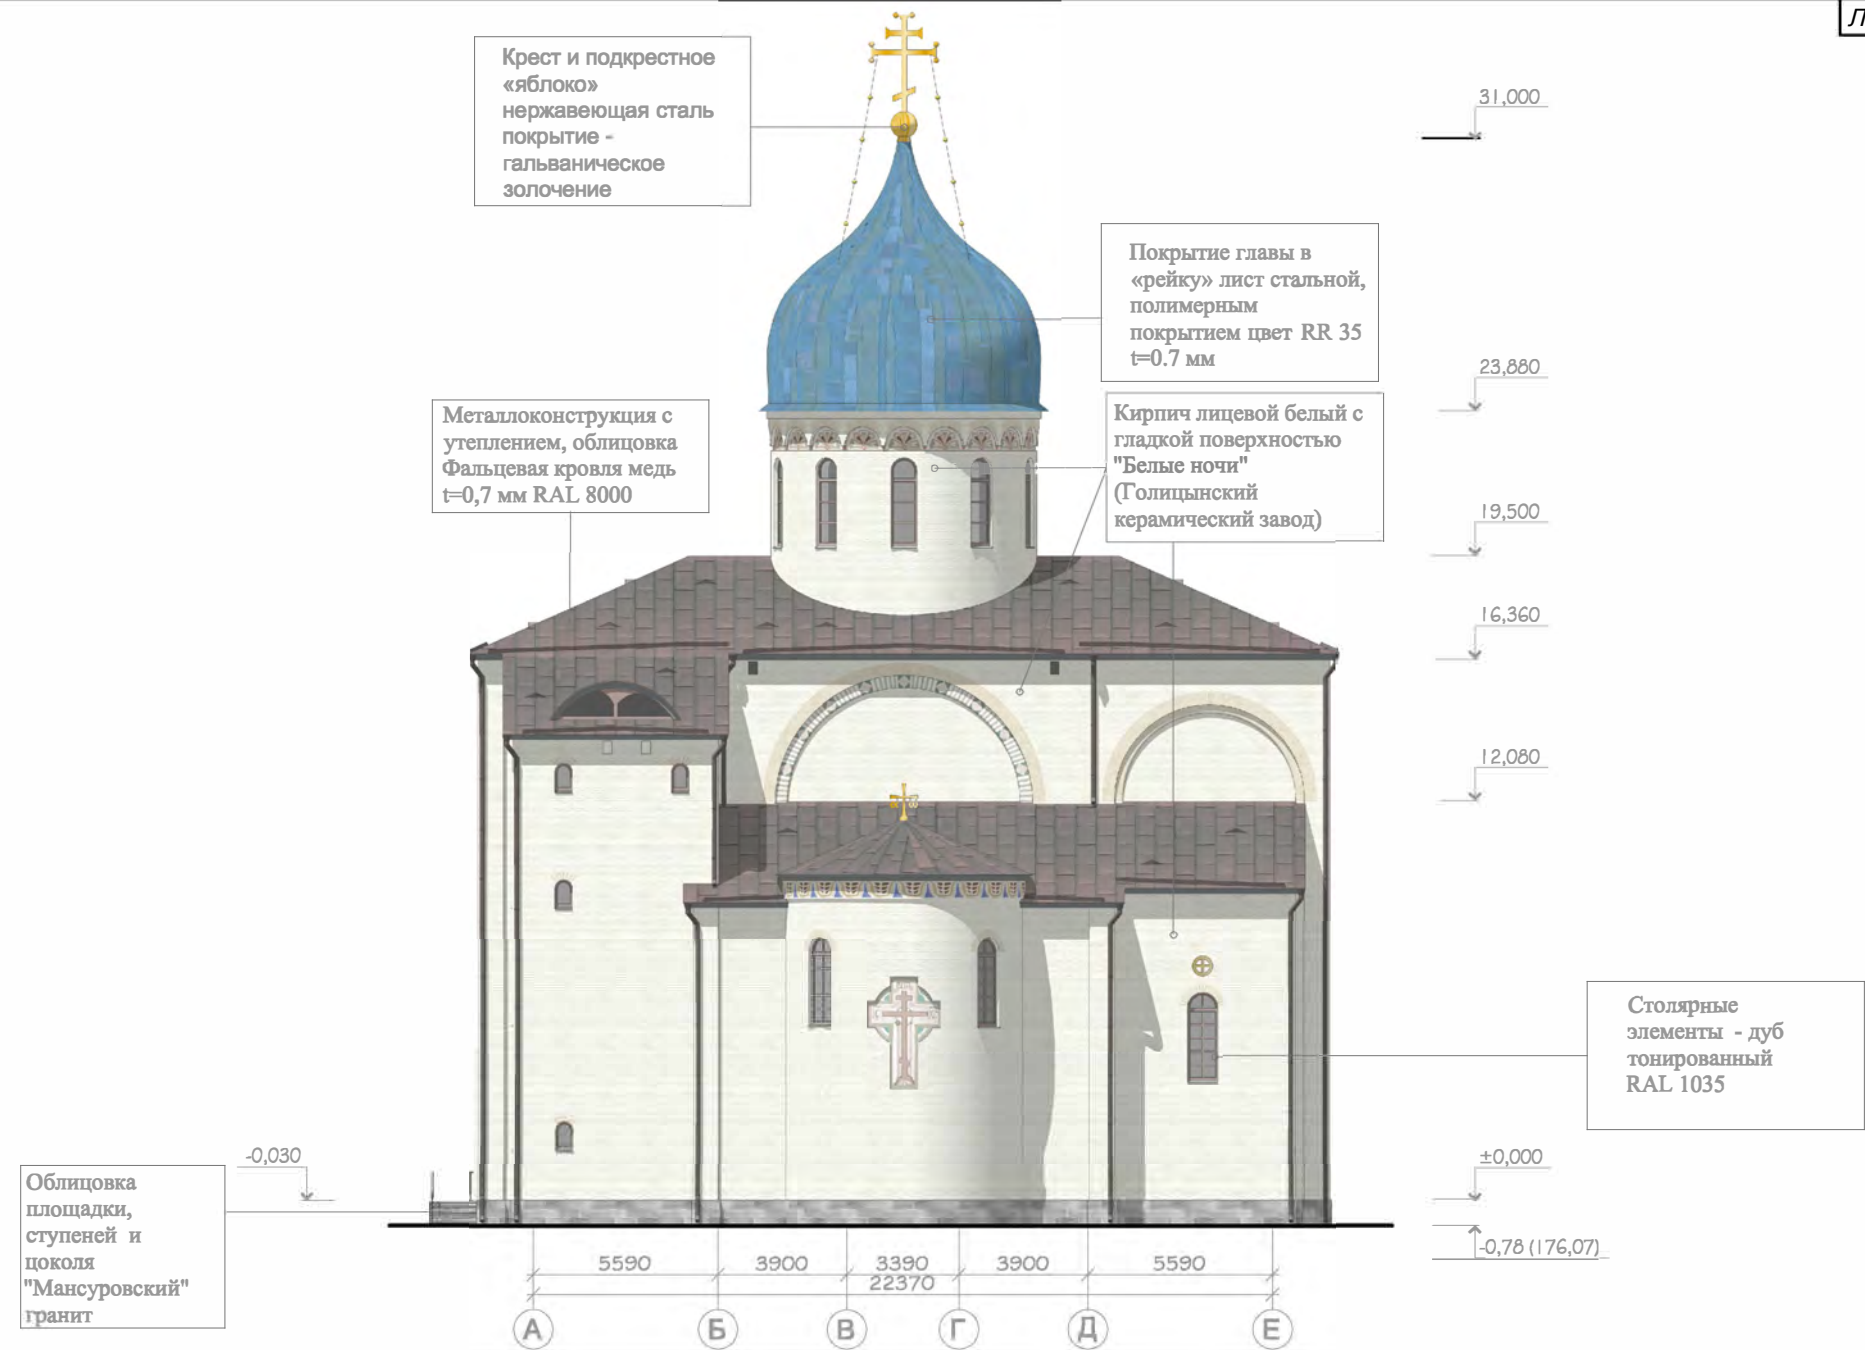 Л
Крест и подкрестное
«яблоко»
нержавеющая сталь
покрытие -
гальваническое
золочение
31,000
Покрытие главы в
«рейку» лист стальной,
полимерным
покрытием цвет RR 35
t=0.7 мм
23,880
Металлоконструкция с
утеплением, облицовка
Фальцевая кровля медь
t=0,7 мм RAL 8000
Кирпич лицевой белый с
гладкой поверхностью
"Белые ночи"
(Голицынский
керамический завод)
19,500
16,360
12,080
Столярные
элементы - дуб
тонированный
RAL 1035
-0,030
±0,000
Облицовка
площадки,
ступеней и
цоколя
"Мансуровский"
гранит
-0,78 (176,07)
5590 3900 3390 3900 5590
22370
А Б В Г Д Е